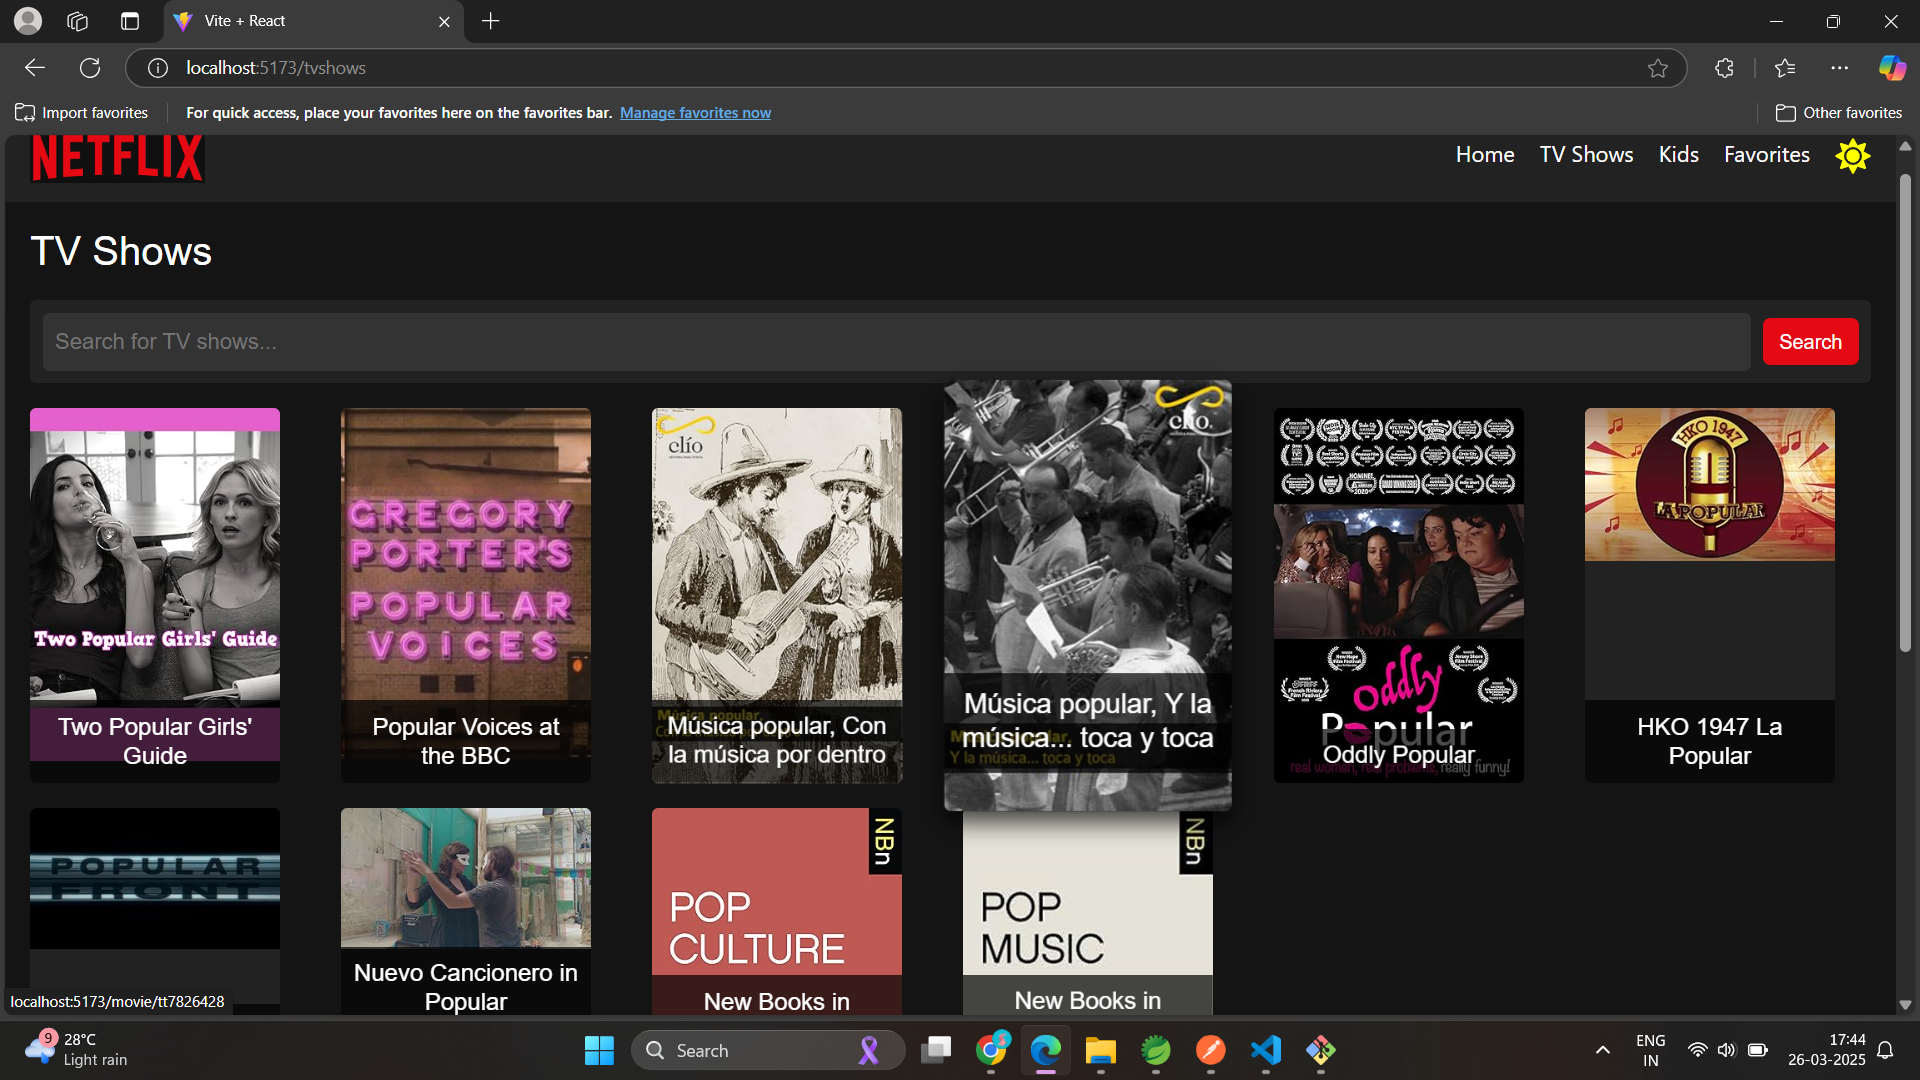 Vite + React
localhost:5173/tvshows
Import favorites
For quick access, place your favorites here on the favorites bar. Manage favorites now
Other favorites
NETFLIX
Home
TV Shows
Kids
Favorites
TV Shows
Search for TV shows...
Search
Two Popular Girls' Guide
Two Popular Girls'
Guide
GREGORY
PORTER'S
POPULAR
VOICES
Popular Voices at
the BBC
clío
Música popular,
Música popular, Con
la música por dentro
clío
Música popular, Y la
música... toca y toca
Y la música... toca y toca
oddly
Popular
Oddly Popular
real women, real problems, really funny!
HKO 1947
LA POPULAR
HKO 1947 La
Popular
POPULAR
FRONT
Nuevo Cancionero in
Popular
NBn
POP
CULTURE
New Books in
NBn
POP
MUSIC
New Books in
localhost:5173/movie/tt7826428
9
28°C
Light rain
Search
ENG
IN
17:44
26-03-2025